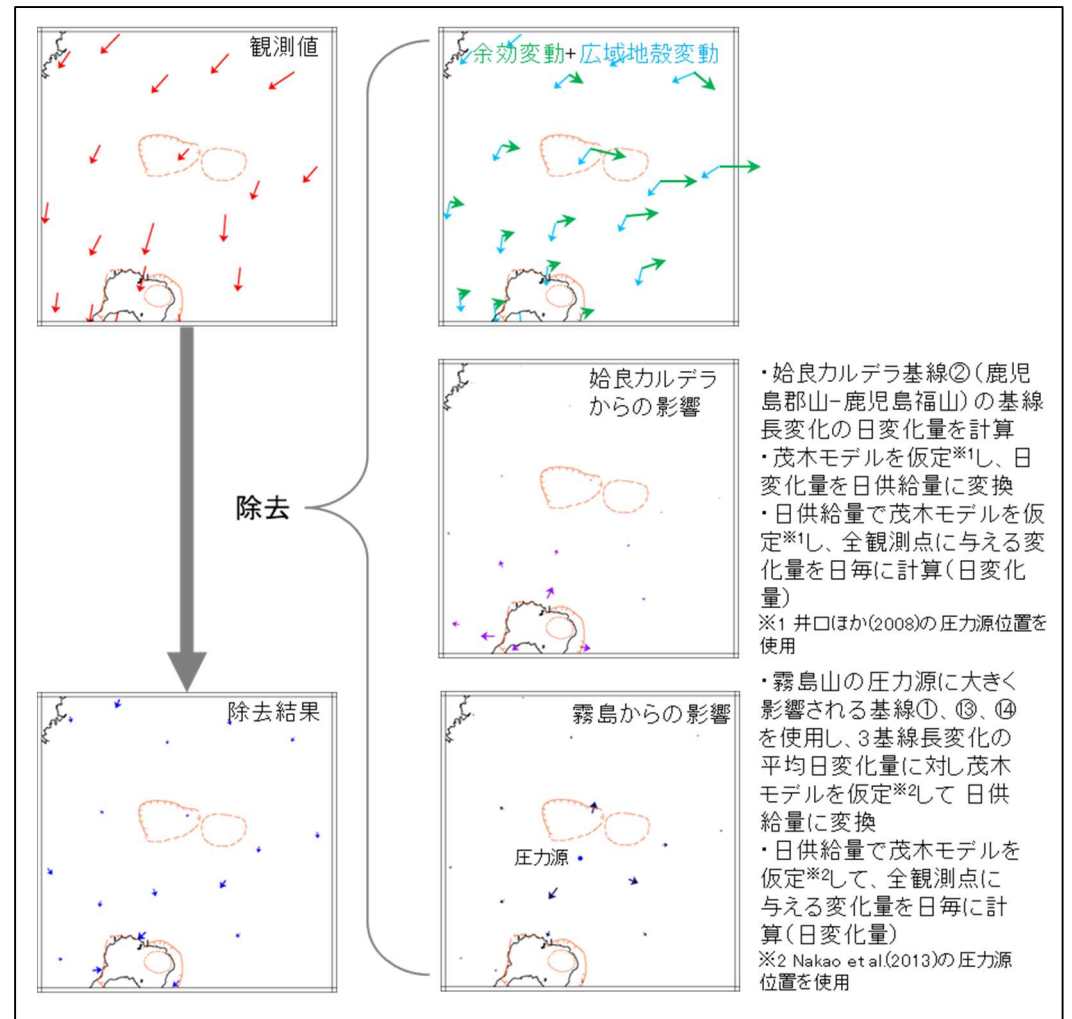 観測値
余効変動+広域地殻変動
除去
姶良カルデラ
からの影響
・姶良カルデラ基線②(鹿児
島郡山-鹿児島福山)の基線
長変化の日変化量を計算
・茂木モデルを仮定※1し、日
変化量を日供給量に変換
・日供給量で茂木モデルを仮
定※1し、全観測点に与える変
化量を日毎に計算(日変化
量)
※1 井口ほか(2008)の圧力源位置を
使用
除去結果
霧島からの影響
圧力源
・霧島山の圧力源に大きく
影響される基線①、⑬、⑭
を使用し、3基線長変化の
平均日変化量に対し茂木
モデルを仮定※2して 日供
給量に変換
・日供給量で茂木モデルを
仮定※2して、全観測点に
与える変化量を日毎に計
算(日変化量)
※2 Nakao et al.(2013)の圧力源
位置を使用